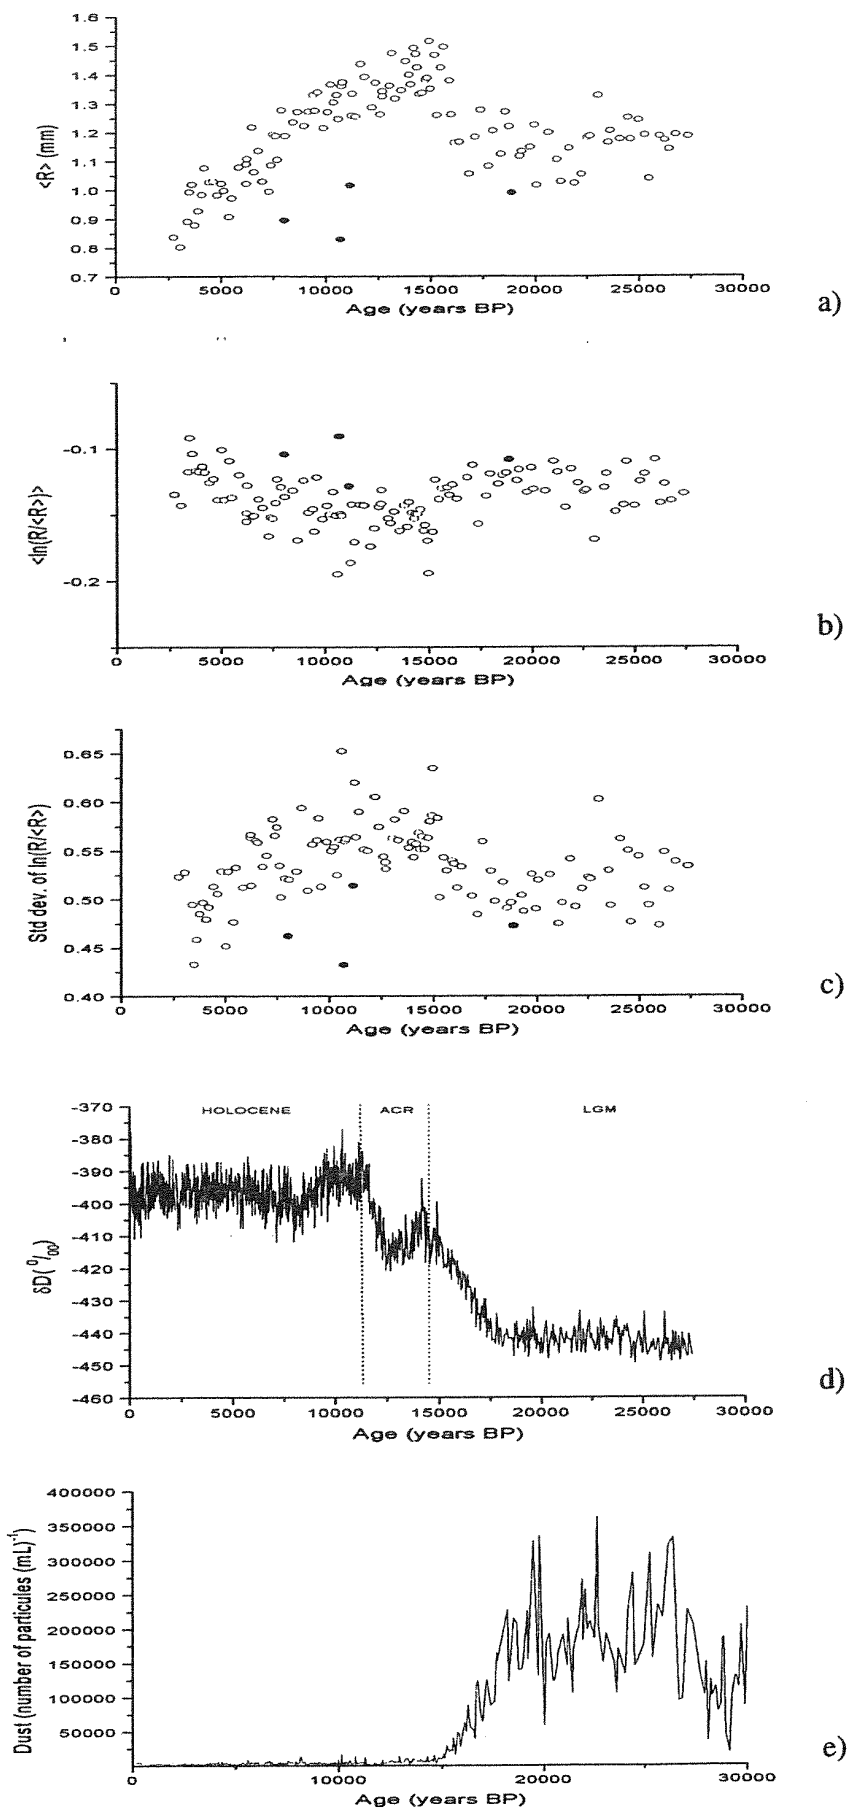 1.6
1.5
1.4
1.3
1.2
1.1
1.0
0.9
0.8
0.7
<R> (mm)
0 5000 10000 15000 20000 25000 30000
Age (years BP)
a)
-0.1
-0.2
<ln(R/<R>)>
0 5000 10000 15000 20000 25000 30000
Age (years BP)
b)
0.65
0.60
0.55
0.50
0.45
0.40
Std dev. of ln(R/<R>)
0 5000 10000 15000 20000 25000 30000
Age (years BP)
c)
HOLOCENE ACR LGM
-370
-380
-390
-400
-410
-420
-430
-440
-450
-460
δD(⁰/₀₀)
0 5000 10000 15000 20000 25000 30000
Age (years BP)
d)
400000
350000
300000
250000
200000
150000
100000
50000
Dust (number of particules (mL)⁻¹)
0 10000 20000 30000
Age (years BP)
e)